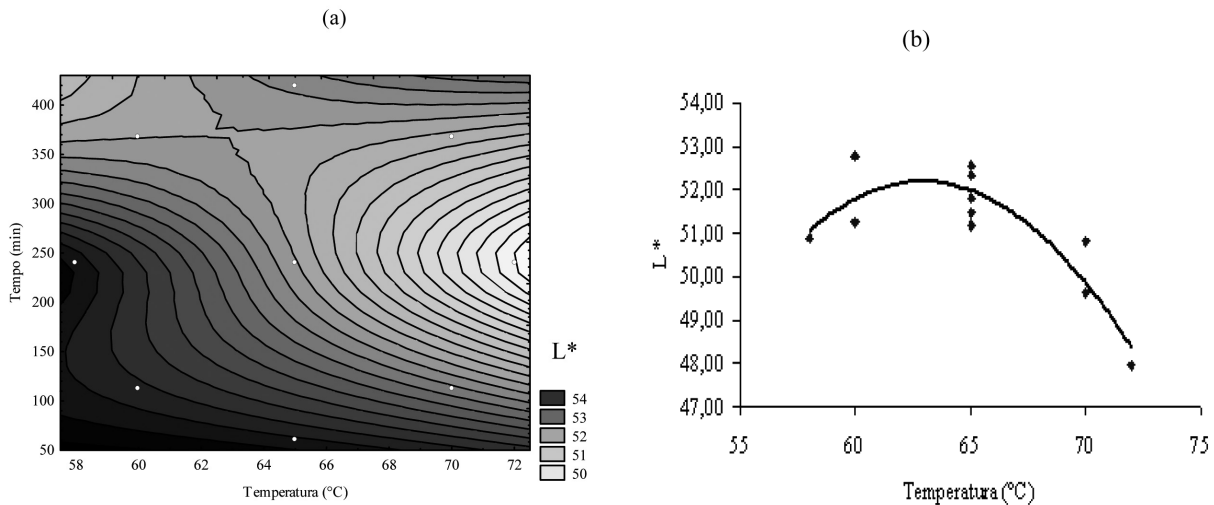 (a)
Tempo (min)
400
350
300
250
200
150
100
50
58 60 62 64 66 68 70 72
Temperatura (°C)
L*
54
53
52
51
50
(b)
L*
54,00
53,00
52,00
51,00
50,00
49,00
48,00
47,00
55 60 65 70 75
Temperatura (°C)